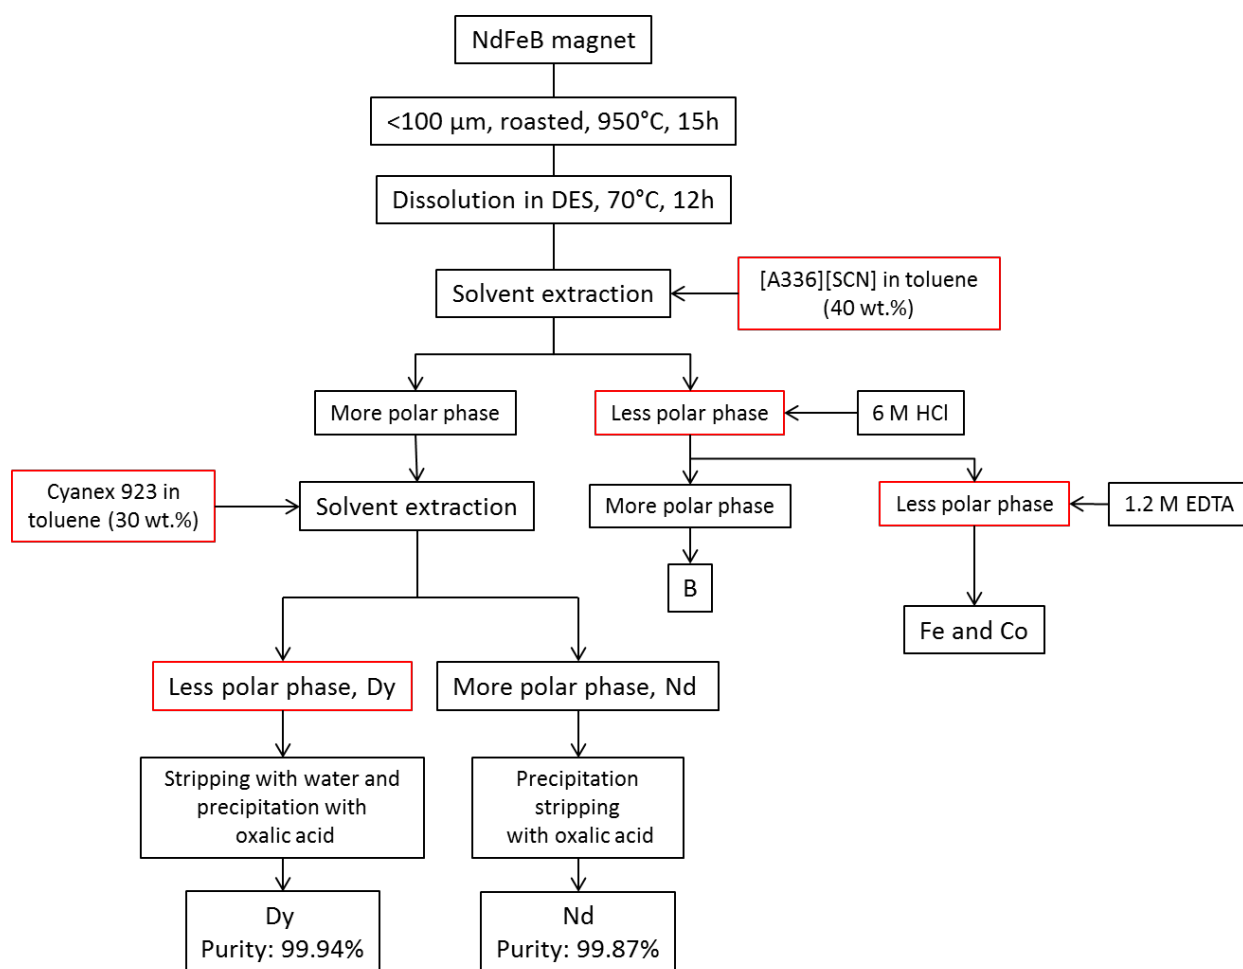 NdFeB magnet
<100 µm, roasted, 950°C, 15h
Dissolution in DES, 70°C, 12h
Solvent extraction
[A336][SCN] in toluene
(40 wt.%)
More polar phase
Less polar phase
6 M HCl
Cyanex 923 in
toluene (30 wt.%)
Solvent extraction
More polar phase
Less polar phase
1.2 M EDTA
B
Fe and Co
Less polar phase, Dy
More polar phase, Nd
Stripping with water and
precipitation with
oxalic acid
Precipitation
stripping
with oxalic acid
Dy
Purity: 99.94%
Nd
Purity: 99.87%